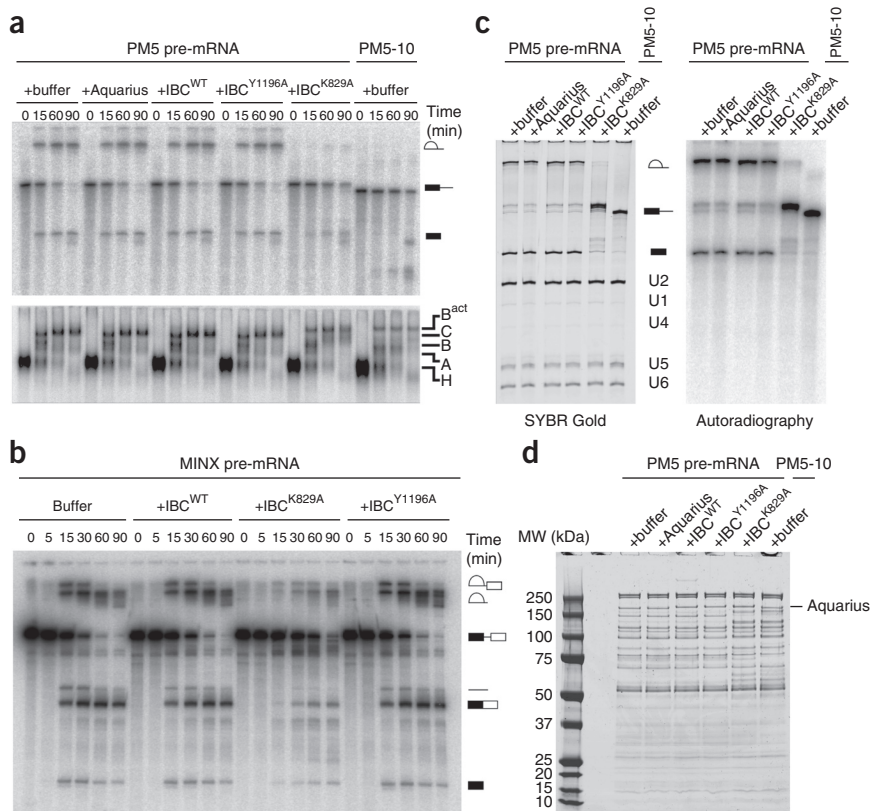 a
PM5 pre-mRNA PM5-10
+buffer +Aquarius +IBC^WT +IBC^Y1196A +IBC^K829A +buffer
0 15 60 90 0 15 60 90 0 15 60 90 0 15 60 90 0 15 60 90 0 15 60 90 Time (min)
B^act
C
B
A
H
b
MINX pre-mRNA
Buffer +IBC^WT +IBC^K829A +IBC^Y1196A
0 5 15 30 60 90 0 5 15 30 60 90 0 5 15 30 60 90 0 5 15 30 60 90 Time (min)
c
PM5 pre-mRNA PM5-10 PM5 pre-mRNA PM5-10
+buffer +Aquarius +IBC^WT +IBC^Y1196A +IBC^K829A +buffer +buffer +Aquarius +IBC^WT +IBC^Y1196A +IBC^K829A +buffer
U2
U1
U4
U5
U6
SYBR Gold Autoradiography
d
PM5 pre-mRNA PM5-10
MW (kDa) +buffer +Aquarius +IBC^WT +IBC^Y1196A +IBC^K829A +buffer
250
Aquarius
150
100
75
50
37
25
20
15
10